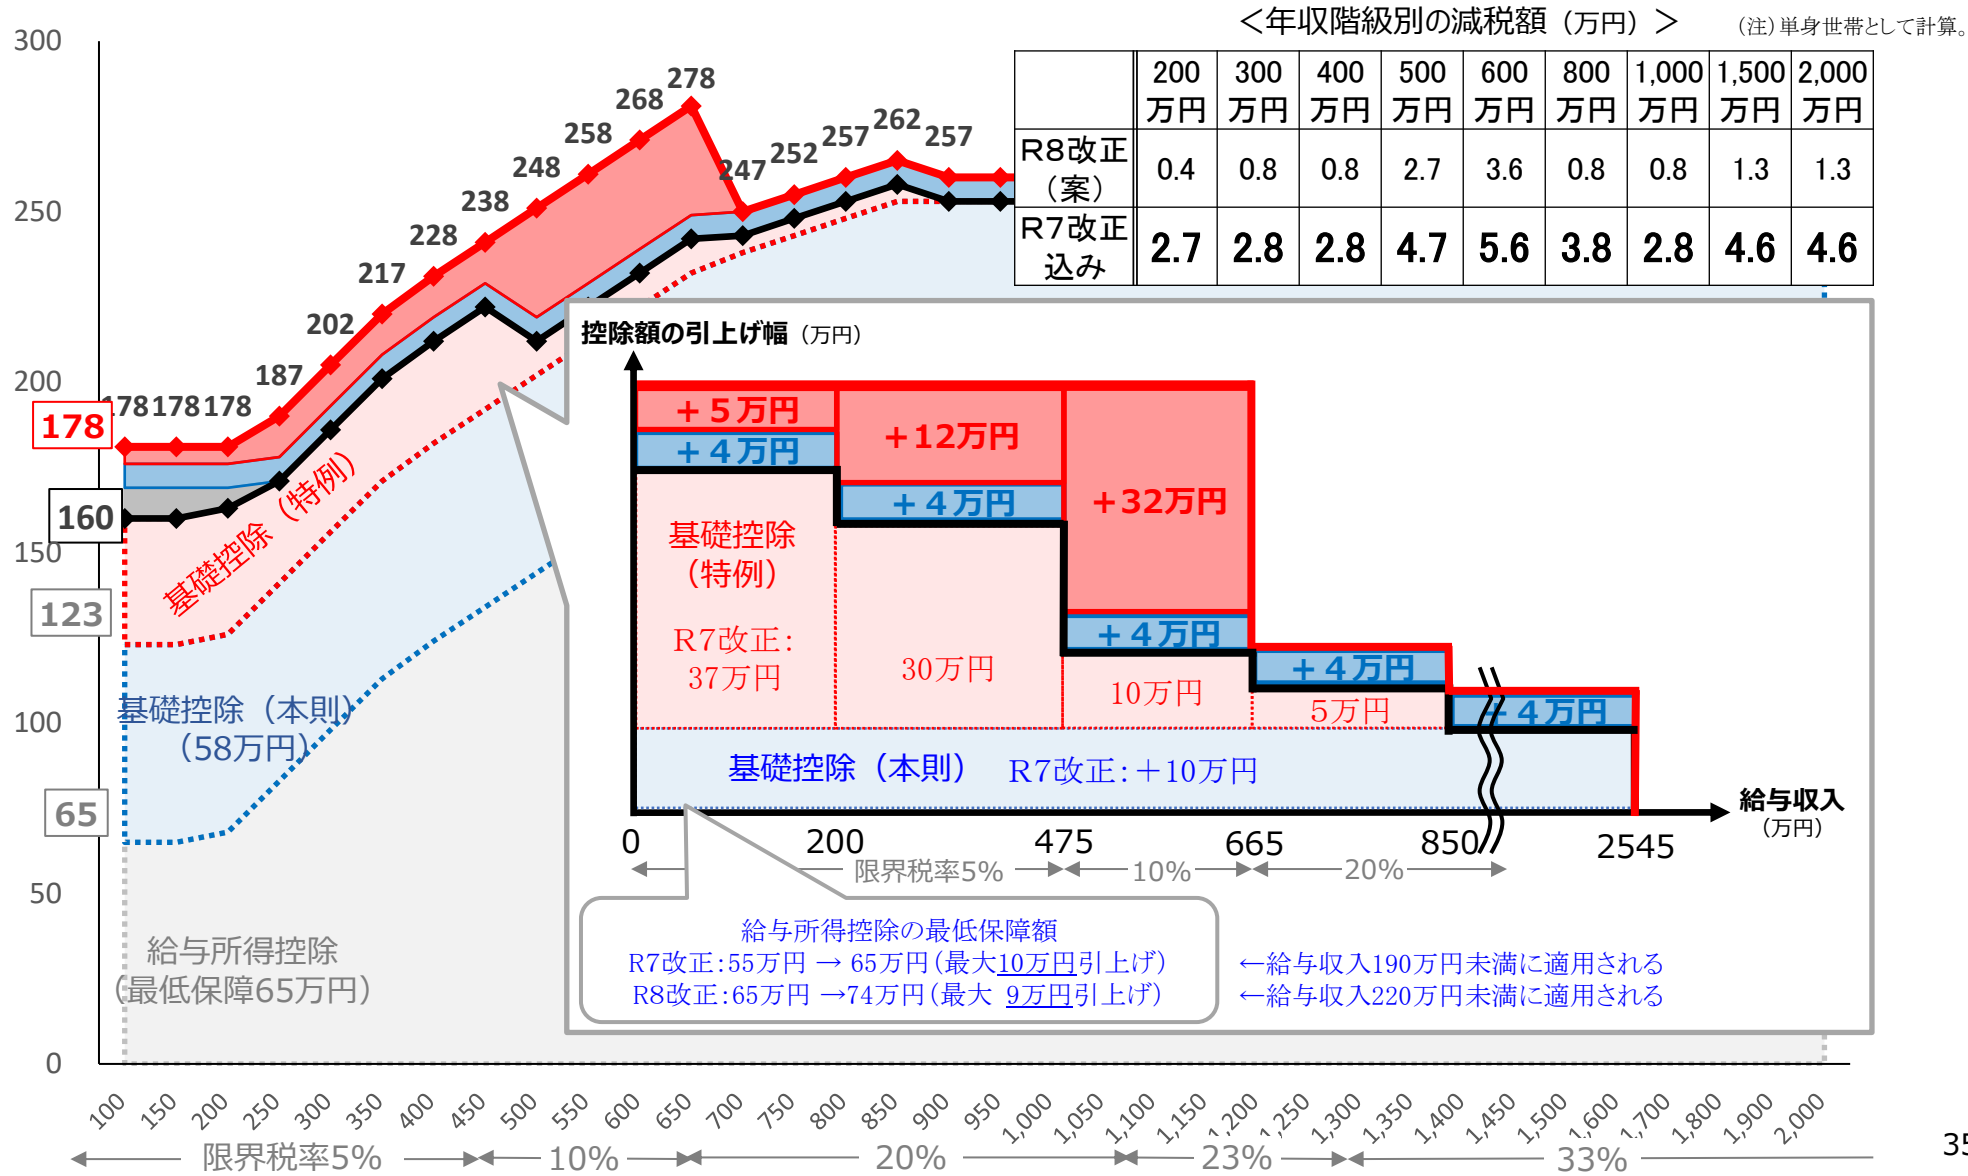 ＜年収階級別の減税額（万円）＞　（注）単身世帯として計算。
200万円 300万円 400万円 500万円 600万円 800万円 1,000万円 1,500万円 2,000万円
R8改正（案） 0.4 0.8 0.8 2.7 3.6 0.8 0.8 1.3 1.3
R7改正込み 2.7 2.8 2.8 4.7 5.6 3.8 2.8 4.6 4.6
300
250
200
150
100
50
0
178 178 178 187 202 217 228 238 248 258 268 278 247 252 257 262 257
178
160
123
65
基礎控除（特例）
基礎控除（本則）
（58万円）
給与所得控除
（最低保障65万円）
控除額の引上げ幅（万円）
＋５万円
＋４万円
＋12万円
＋４万円
＋32万円
＋４万円
＋４万円
＋４万円
基礎控除
（特例）
R7改正：
37万円
30万円
10万円
5万円
基礎控除（本則）　R7改正：＋10万円
給与収入
（万円）
0 200 475 665 850 2545
限界税率5% 10% 20%
給与所得控除の最低保障額
R7改正：55万円 → 65万円（最大10万円引上げ）
R8改正：65万円 →74万円（最大 9万円引上げ）
←給与収入190万円未満に適用される
←給与収入220万円未満に適用される
100 150 200 250 300 350 400 450 500 550 600 650 700 750 800 850 900 950 1,000 1,050 1,100 1,150 1,200 1,250 1,300 1,350 1,400 1,450 1,500 1,600 1,700 1,800 1,900 2,000
限界税率5% 10% 20% 23% 33%
35